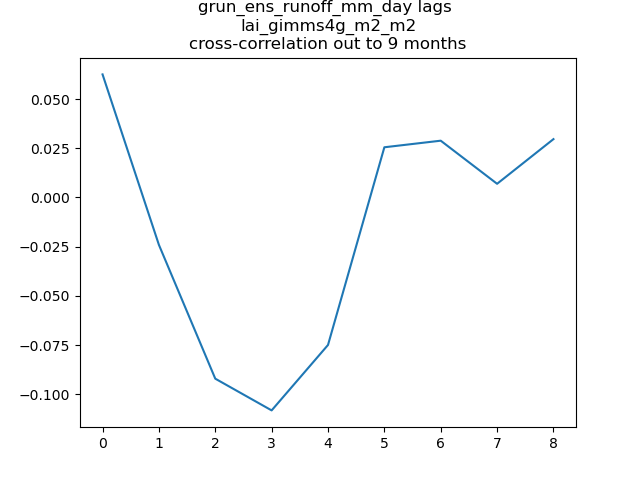 grun_ens_runoff_mm_day lags
lai_gimms4g_m2_m2
cross-correlation out to 9 months
0.050
0.025
0.000
−0.025
−0.050
−0.075
−0.100
0 1 2 3 4 5 6 7 8